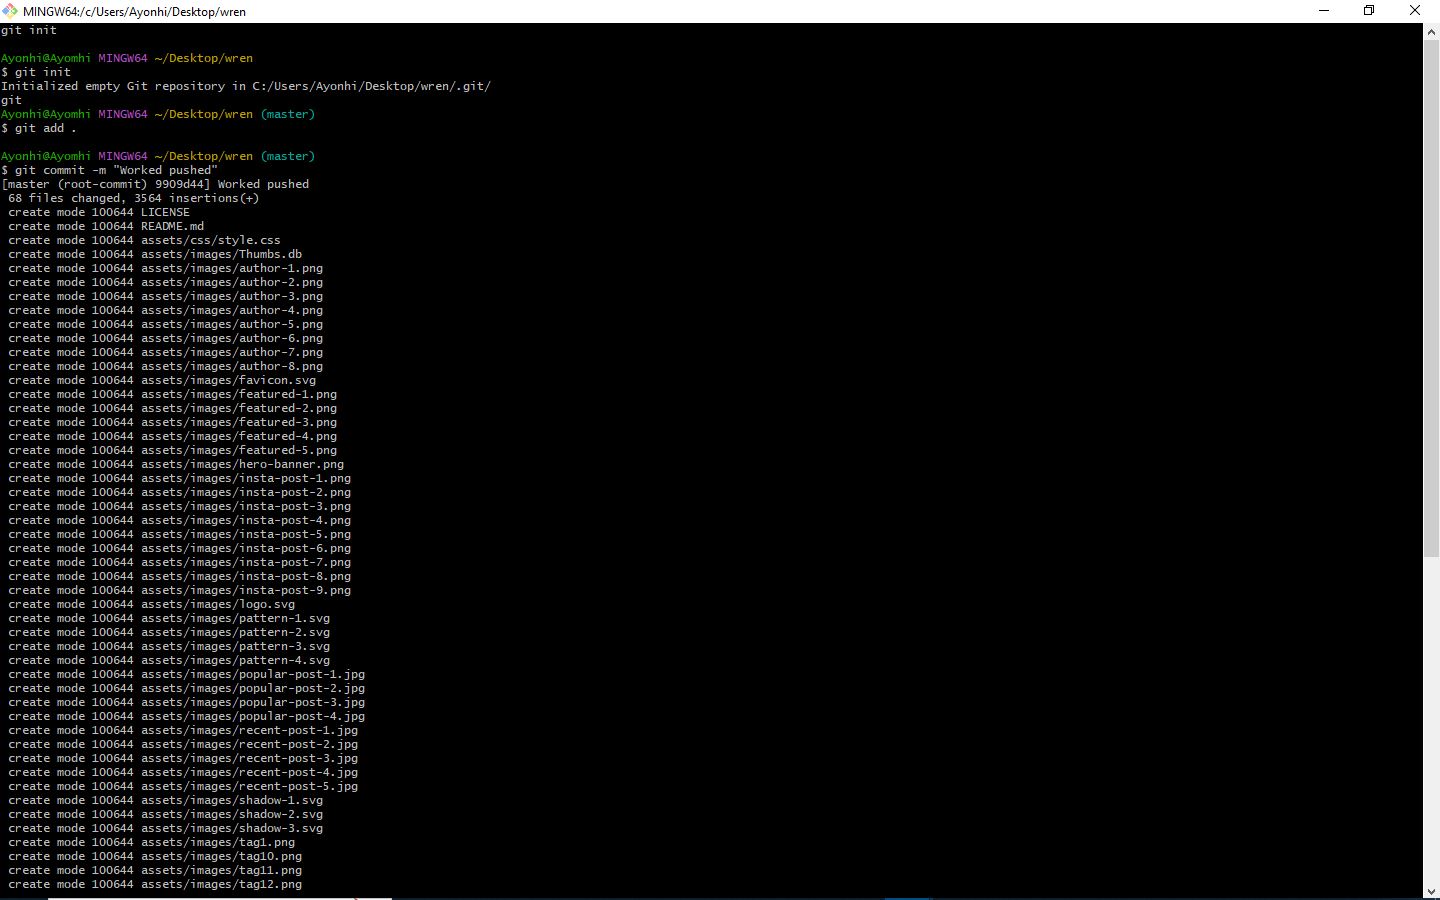 MINGW64:/c/Users/Ayonhi/Desktop/wren
git init
Ayonhi@Ayomhi MINGW64 ~/Desktop/wren
$ git init
Initialized empty Git repository in C:/Users/Ayonhi/Desktop/wren/.git/
git
Ayonhi@Ayomhi MINGW64 ~/Desktop/wren (master)
$ git add .
Ayonhi@Ayomhi MINGW64 ~/Desktop/wren (master)
$ git commit -m "Worked pushed"
[master (root-commit) 9909d44] Worked pushed
68 files changed, 3564 insertions(+)
create mode 100644 LICENSE
create mode 100644 README.md
create mode 100644 assets/css/style.css
create mode 100644 assets/images/Thumbs.db
create mode 100644 assets/images/author-1.png
create mode 100644 assets/images/author-2.png
create mode 100644 assets/images/author-3.png
create mode 100644 assets/images/author-4.png
create mode 100644 assets/images/author-5.png
create mode 100644 assets/images/author-6.png
create mode 100644 assets/images/author-7.png
create mode 100644 assets/images/author-8.png
create mode 100644 assets/images/favicon.svg
create mode 100644 assets/images/featured-1.png
create mode 100644 assets/images/featured-2.png
create mode 100644 assets/images/featured-3.png
create mode 100644 assets/images/featured-4.png
create mode 100644 assets/images/featured-5.png
create mode 100644 assets/images/hero-banner.png
create mode 100644 assets/images/insta-post-1.png
create mode 100644 assets/images/insta-post-2.png
create mode 100644 assets/images/insta-post-3.png
create mode 100644 assets/images/insta-post-4.png
create mode 100644 assets/images/insta-post-5.png
create mode 100644 assets/images/insta-post-6.png
create mode 100644 assets/images/insta-post-7.png
create mode 100644 assets/images/insta-post-8.png
create mode 100644 assets/images/insta-post-9.png
create mode 100644 assets/images/logo.svg
create mode 100644 assets/images/pattern-1.svg
create mode 100644 assets/images/pattern-2.svg
create mode 100644 assets/images/pattern-3.svg
create mode 100644 assets/images/pattern-4.svg
create mode 100644 assets/images/popular-post-1.jpg
create mode 100644 assets/images/popular-post-2.jpg
create mode 100644 assets/images/popular-post-3.jpg
create mode 100644 assets/images/popular-post-4.jpg
create mode 100644 assets/images/recent-post-1.jpg
create mode 100644 assets/images/recent-post-2.jpg
create mode 100644 assets/images/recent-post-3.jpg
create mode 100644 assets/images/recent-post-4.jpg
create mode 100644 assets/images/recent-post-5.jpg
create mode 100644 assets/images/shadow-1.svg
create mode 100644 assets/images/shadow-2.svg
create mode 100644 assets/images/shadow-3.svg
create mode 100644 assets/images/tag1.png
create mode 100644 assets/images/tag10.png
create mode 100644 assets/images/tag11.png
create mode 100644 assets/images/tag12.png